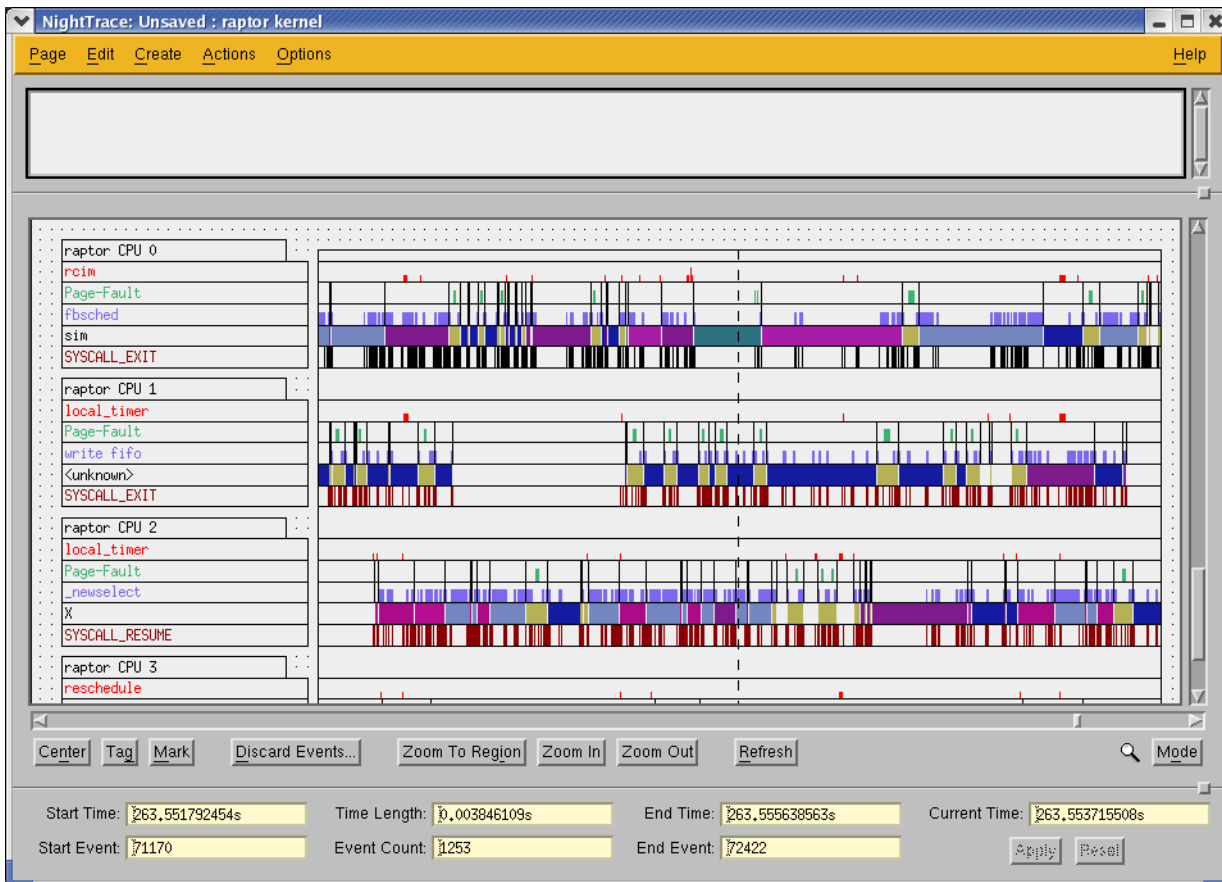 NightTrace: Unsaved : raptor kernel
Page Edit Create Actions Options Help
raptor CPU 0
rcim
Page-Fault
fbsched
sim
SYSCALL_EXIT
raptor CPU 1
local_timer
Page-Fault
write fifo
<unknown>
SYSCALL_EXIT
raptor CPU 2
local_timer
Page-Fault
_newselect
X
SYSCALL_RESUME
raptor CPU 3
reschedule
Center Tag Mark Discard Events... Zoom To Region Zoom In Zoom Out Refresh Mode
Start Time: 263.551792454s Time Length: 0.003846109s End Time: 263.555638563s Current Time: 263.553715508s
Start Event: 71170 Event Count: 1253 End Event: 72422 Apply Reset